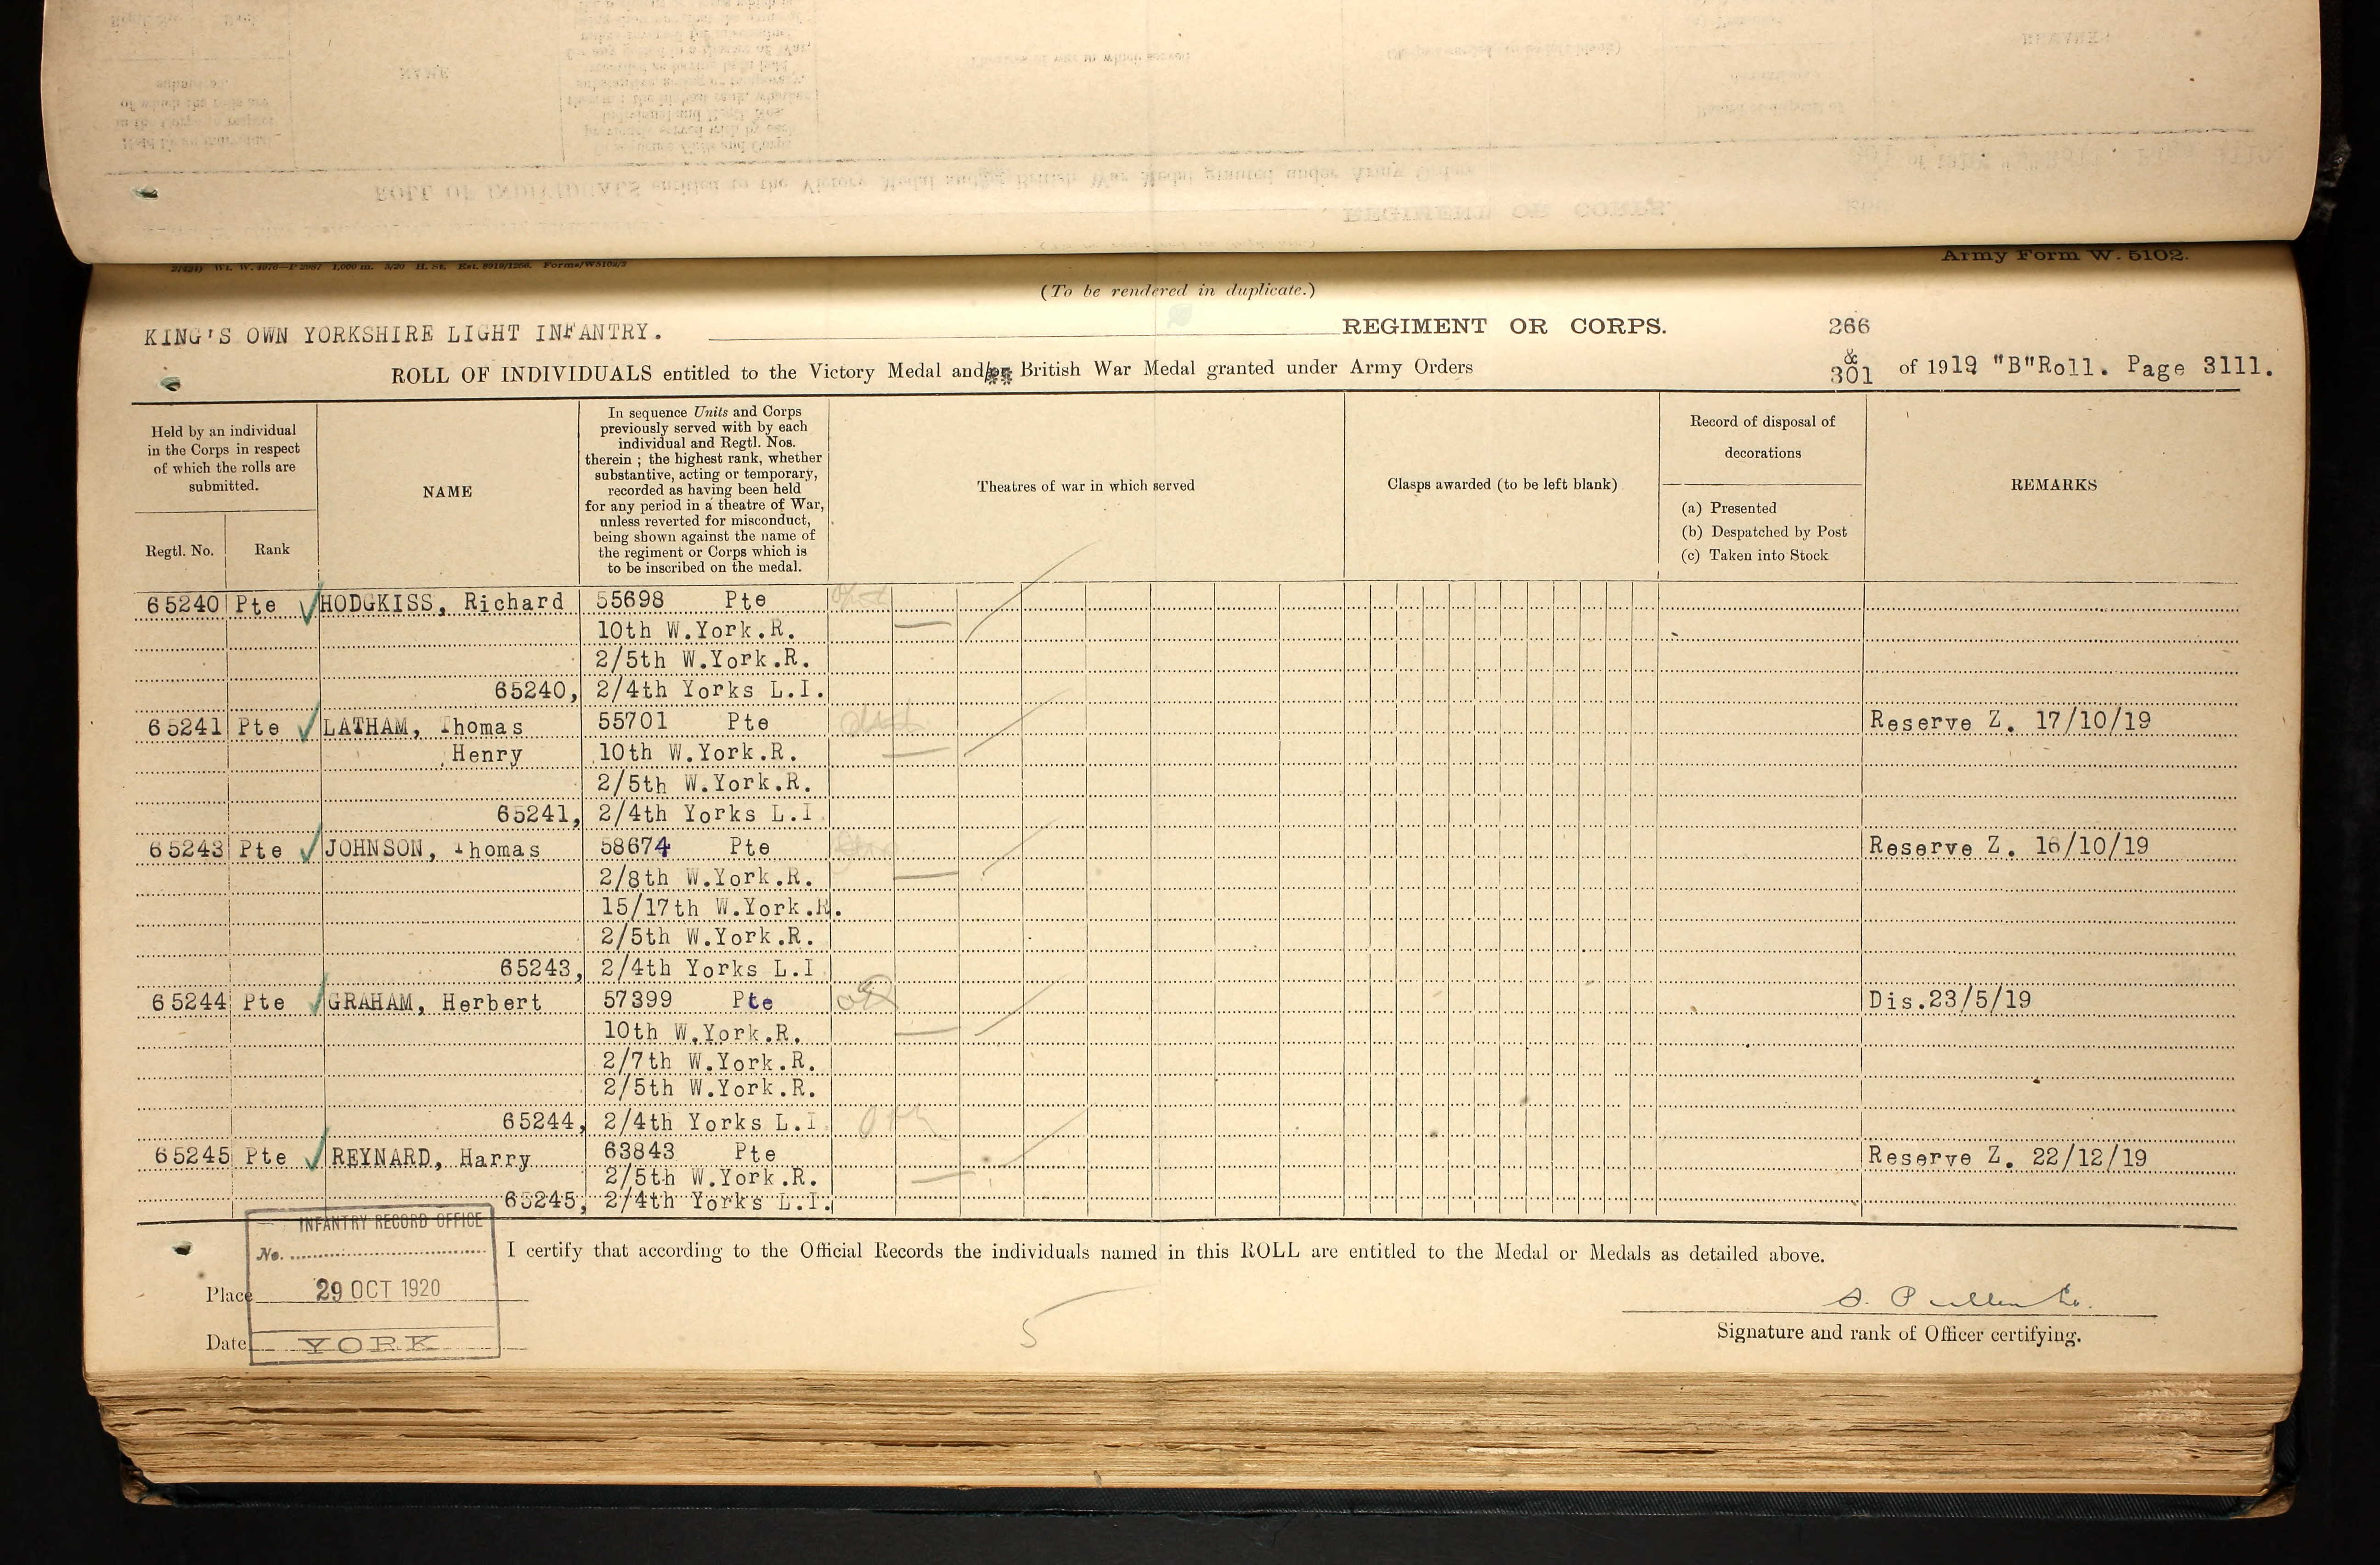 Army Form W. 5102.
(To be rendered in duplicate.)
KING'S OWN YORKSHIRE LIGHT INFANTRY. REGIMENT OR CORPS. 266
ROLL OF INDIVIDUALS entitled to the Victory Medal and/or British War Medal granted under Army Orders & 301 of 1919 "B"Roll. Page 3111.
Held by an individual
in the Corps in respect
of which the rolls are
submitted.
Regtl. No.
Rank
NAME
In sequence Units and Corps
previously served with by each
individual and Regtl. Nos.
therein ; the highest rank, whether
substantive, acting or temporary,
recorded as having been held
for any period in a theatre of War,
unless reverted for misconduct,
being shown against the name of
the regiment or Corps which is
to be inscribed on the medal.
Theatres of war in which served
Clasps awarded (to be left blank)
Record of disposal of
decorations
(a) Presented
(b) Despatched by Post
(c) Taken into Stock
REMARKS
65240 Pte HODGKISS, Richard 55698 Pte
10th W.York.R.
2/5th W.York.R.
65240, 2/4th Yorks L.I.
65241 Pte LATHAM, Thomas 55701 Pte Reserve Z. 17/10/19
Henry 10th W.York.R.
2/5th W.York.R.
65241, 2/4th Yorks L.I
65243 Pte JOHNSON, Thomas 58674 Pte Reserve Z. 16/10/19
2/8th W.York.R.
15/17th W.York.R.
2/5th W.York.R.
65243, 2/4th Yorks L.I
65244 Pte GRAHAM, Herbert 57399 Pte Dis.23/5/19
10th W.York.R.
2/7th W.York.R.
2/5th W.York.R.
65244, 2/4th Yorks L.I
65245 Pte REYNARD, Harry 63843 Pte Reserve Z. 22/12/19
2/5th W.York.R.
65245, 2/4th Yorks L.I.
INFANTRY RECORD OFFICE
No.
I certify that according to the Official Records the individuals named in this ROLL are entitled to the Medal or Medals as detailed above.
Place 29 OCT 1920
Date YORK
5
Signature and rank of Officer certifying.